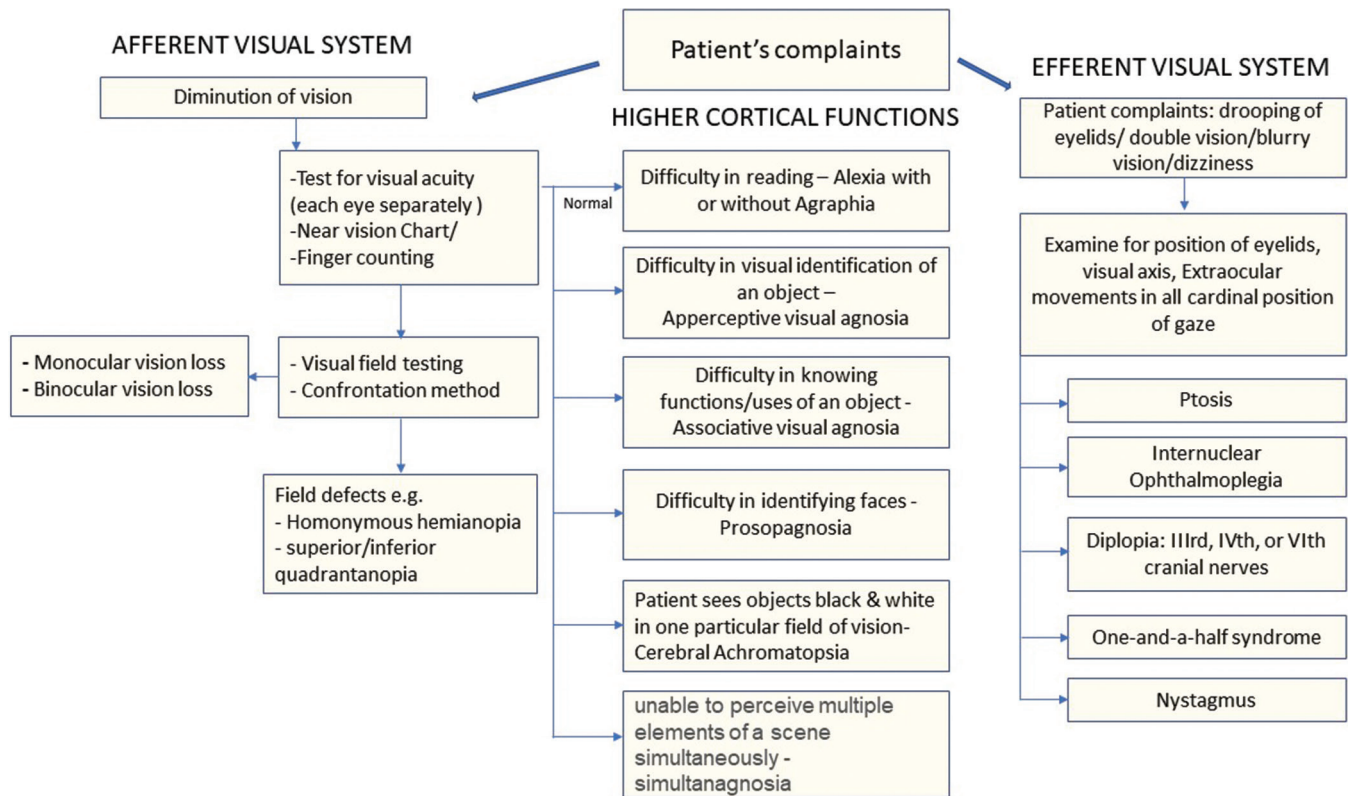 Patient's complaints
AFFERENT VISUAL SYSTEM
Diminution of vision
-Test for visual acuity
(each eye separately )
-Near vision Chart/
-Finger counting
Normal
- Visual field testing
- Confrontation method
- Monocular vision loss
- Binocular vision loss
Field defects e.g.
- Homonymous hemianopia
- superior/inferior
quadrantanopia
HIGHER CORTICAL FUNCTIONS
Difficulty in reading – Alexia with
or without Agraphia
Difficulty in visual identification of
an object –
Apperceptive visual agnosia
Difficulty in knowing
functions/uses of an object -
Associative visual agnosia
Difficulty in identifying faces -
Prosopagnosia
Patient sees objects black & white
in one particular field of vision-
Cerebral Achromatopsia
unable to perceive multiple
elements of a scene
simultaneously -
simultanagnosia
EFFERENT VISUAL SYSTEM
Patient complaints: drooping of
eyelids/ double vision/blurry
vision/dizziness
Examine for position of eyelids,
visual axis, Extraocular
movements in all cardinal position
of gaze
Ptosis
Internuclear
Ophthalmoplegia
Diplopia: IIIrd, IVth, or VIth
cranial nerves
One-and-a-half syndrome
Nystagmus